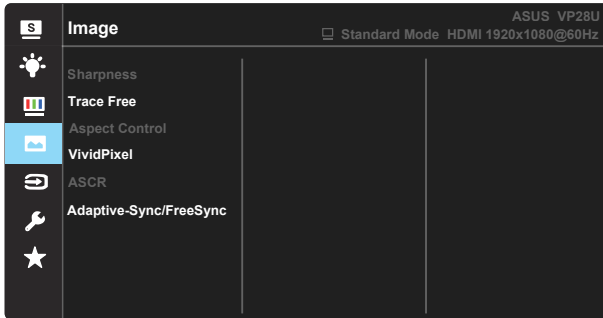 S
Image
ASUS VP28U
Standard Mode HDMI 1920x1080@60Hz
Sharpness
Trace Free
Aspect Control
VividPixel
ASCR
Adaptive-Sync/FreeSync